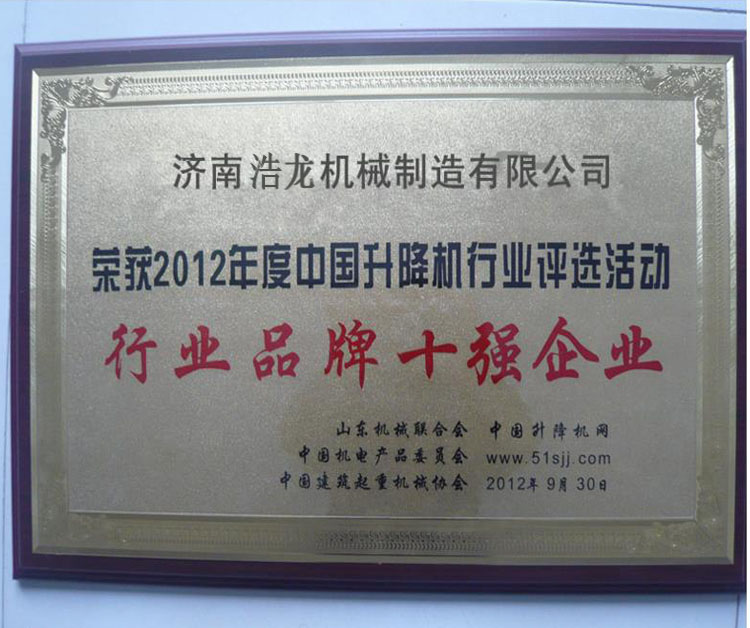 济南浩龙机械制造有限公司
荣获2012年度中国升降机行业评选活动
行业品牌十强企业
山东机械联合会 中国升降机网
中国机电产品委员会 www.51sjj.com
中国建筑起重机械协会 2012年9月30日